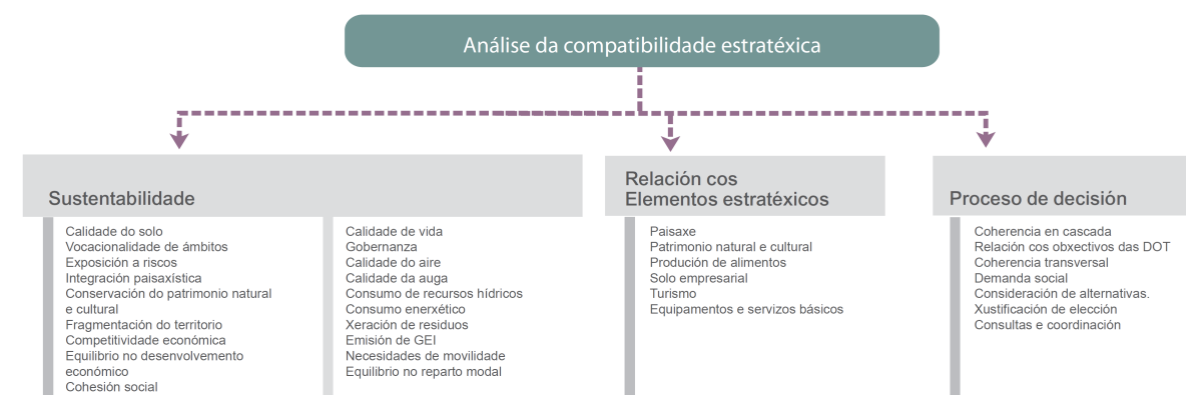 Análise da compatibilidade estratéxica
Sustentabilidade
Calidade do solo
Vocacionalidade de ámbitos
Exposición a riscos
Integración paisaxística
Conservación do patrimonio natural
e cultural
Fragmentación do territorio
Competitividade económica
Equilibrio no desenvolvemento
económico
Cohesión social
Calidade de vida
Gobernanza
Calidade do aire
Calidade da auga
Consumo de recursos hídricos
Consumo enerxético
Xeración de residuos
Emisión de GEI
Necesidades de movilidade
Equilibrio no reparto modal
Relación cos
Elementos estratéxicos
Paisaxe
Patrimonio natural e cultural
Produción de alimentos
Solo empresarial
Turismo
Equipamentos e servizos básicos
Proceso de decisión
Coherencia en cascada
Relación cos obxectivos das DOT
Coherencia transversal
Demanda social
Consideración de alternativas.
Xustificación de elección
Consultas e coordinación